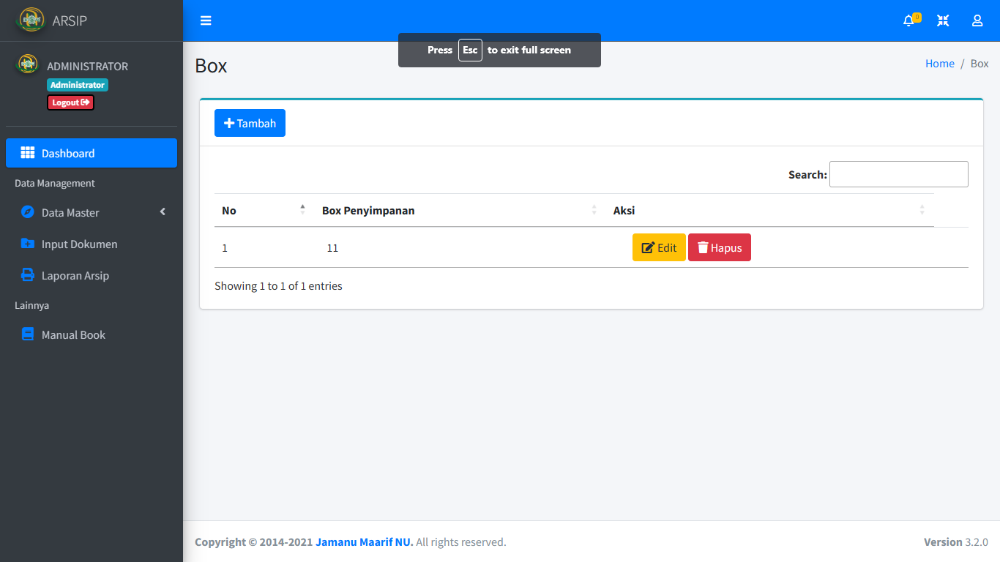 ARSIP
0
Press Esc to exit full screen
ADMINISTRATOR
Administrator
Logout
Dashboard
Data Management
Data Master
Input Dokumen
Laporan Arsip
Lainnya
Manual Book
Box
Home / Box
Tambah
Search:
No Box Penyimpanan Aksi
1 11 Edit Hapus
Showing 1 to 1 of 1 entries
Copyright © 2014-2021 Jamanu Maarif NU. All rights reserved.
Version 3.2.0